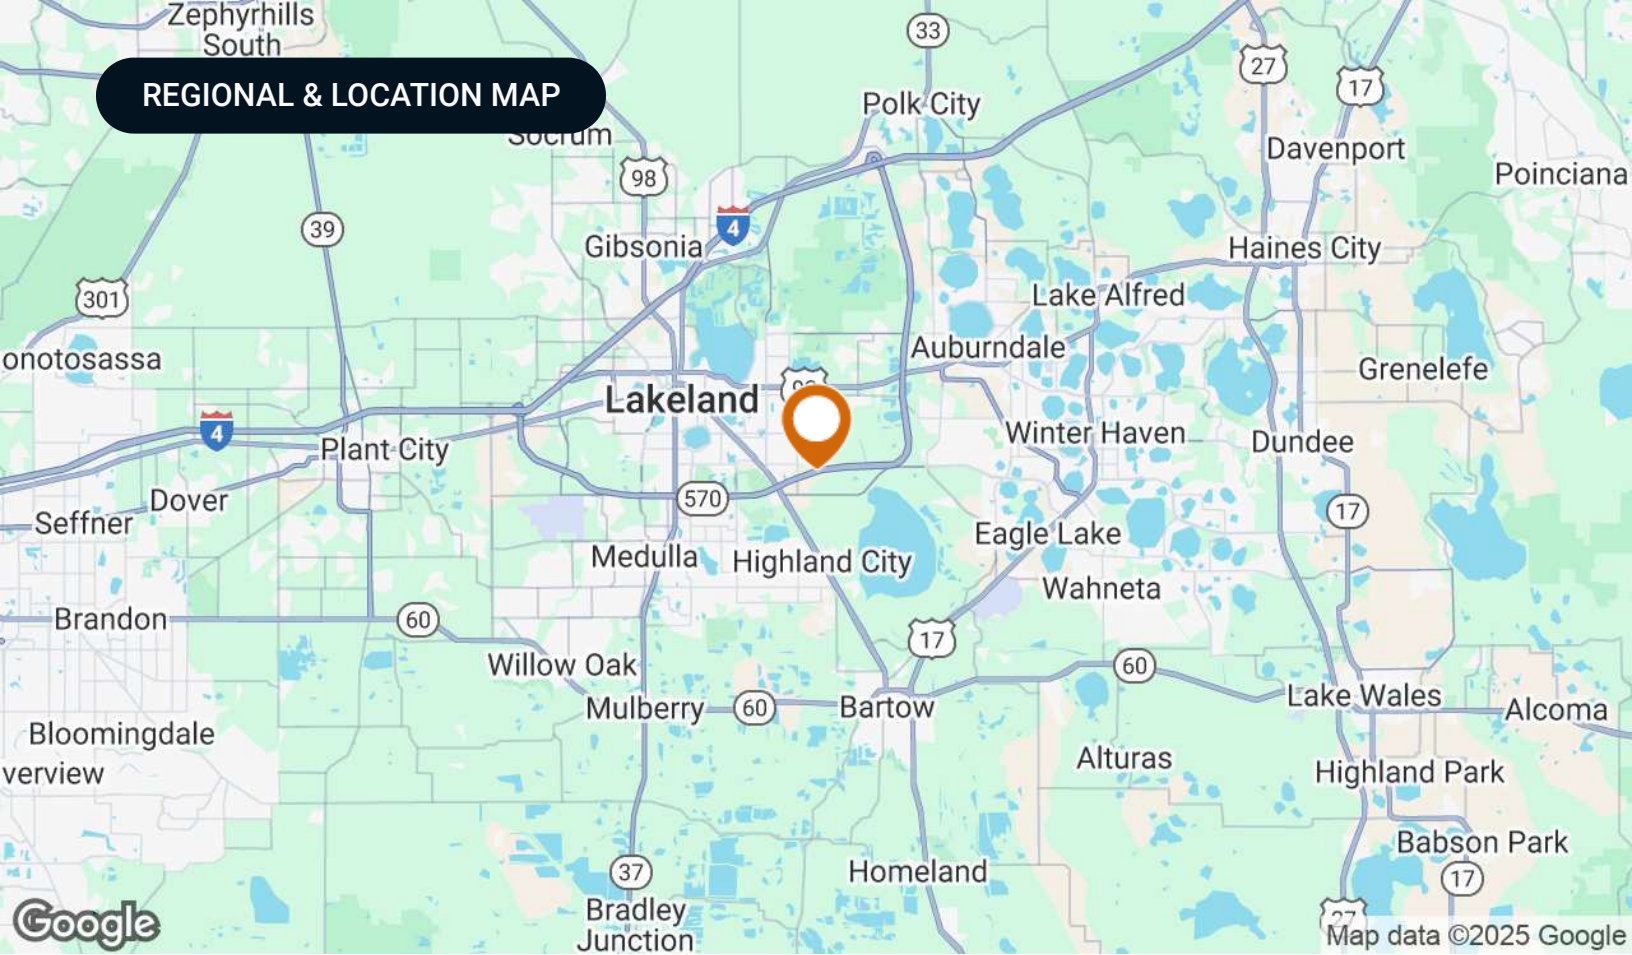 Zephyrhills
South
33
27
17
REGIONAL & LOCATION MAP
Polk City
Socrum
Davenport
98
Poinciana
39
4
Gibsonia
Haines City
301
Lake Alfred
onotosassa
Auburndale
Grenelefe
Lakeland
4
Plant City
Winter Haven
Dundee
Dover
570
17
Seffner
Eagle Lake
Medulla
Highland City
Wahneta
Brandon
60
17
Willow Oak
60
Lake Wales
Mulberry
60
Bartow
Alcoma
Bloomingdale
verview
Alturas
Highland Park
Babson Park
37
Homeland
17
Bradley
Junction
27
Google
Map data ©2025 Google